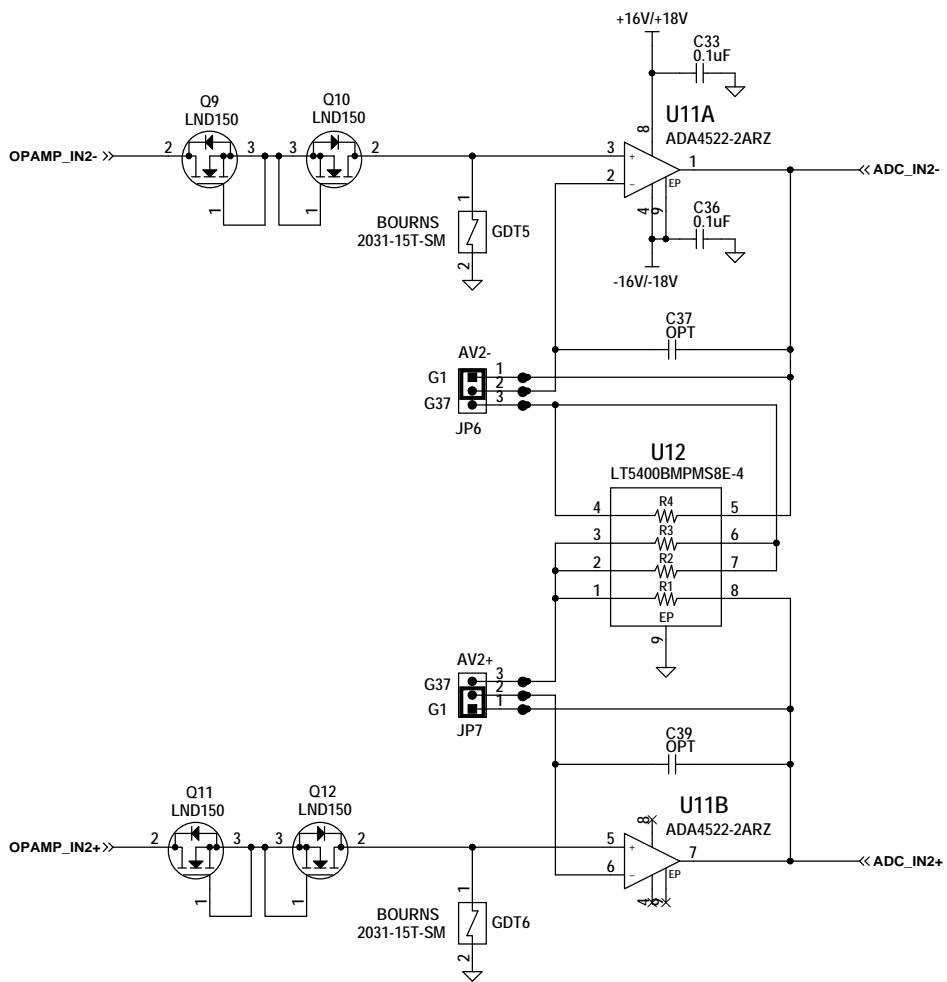 +16V/+18V
C33
0.1uF
Q9
LND150
Q10
LND150
U11A
ADA4522-2ARZ
8
OPAMP_IN2-
2
3
3
2
3
+
1
ADC_IN2-
2
−
EP
1
1
4
9
1
BOURNS
2031-15T-SM
GDT5
2
C36
0.1uF
-16V/-18V
C37
OPT
AV2-
G1
1
2
G37
3
JP6
U12
LT5400BMPMS8E-4
4
R4
5
3
R3
6
2
R2
7
1
R1
8
EP
9
AV2+
3
G37
2
G1
1
JP7
C39
OPT
Q11
LND150
Q12
LND150
U11B
ADA4522-2ARZ
8
OPAMP_IN2+
2
3
3
2
5
+
7
ADC_IN2+
6
−
EP
1
1
4
1
BOURNS
2031-15T-SM
GDT6
2